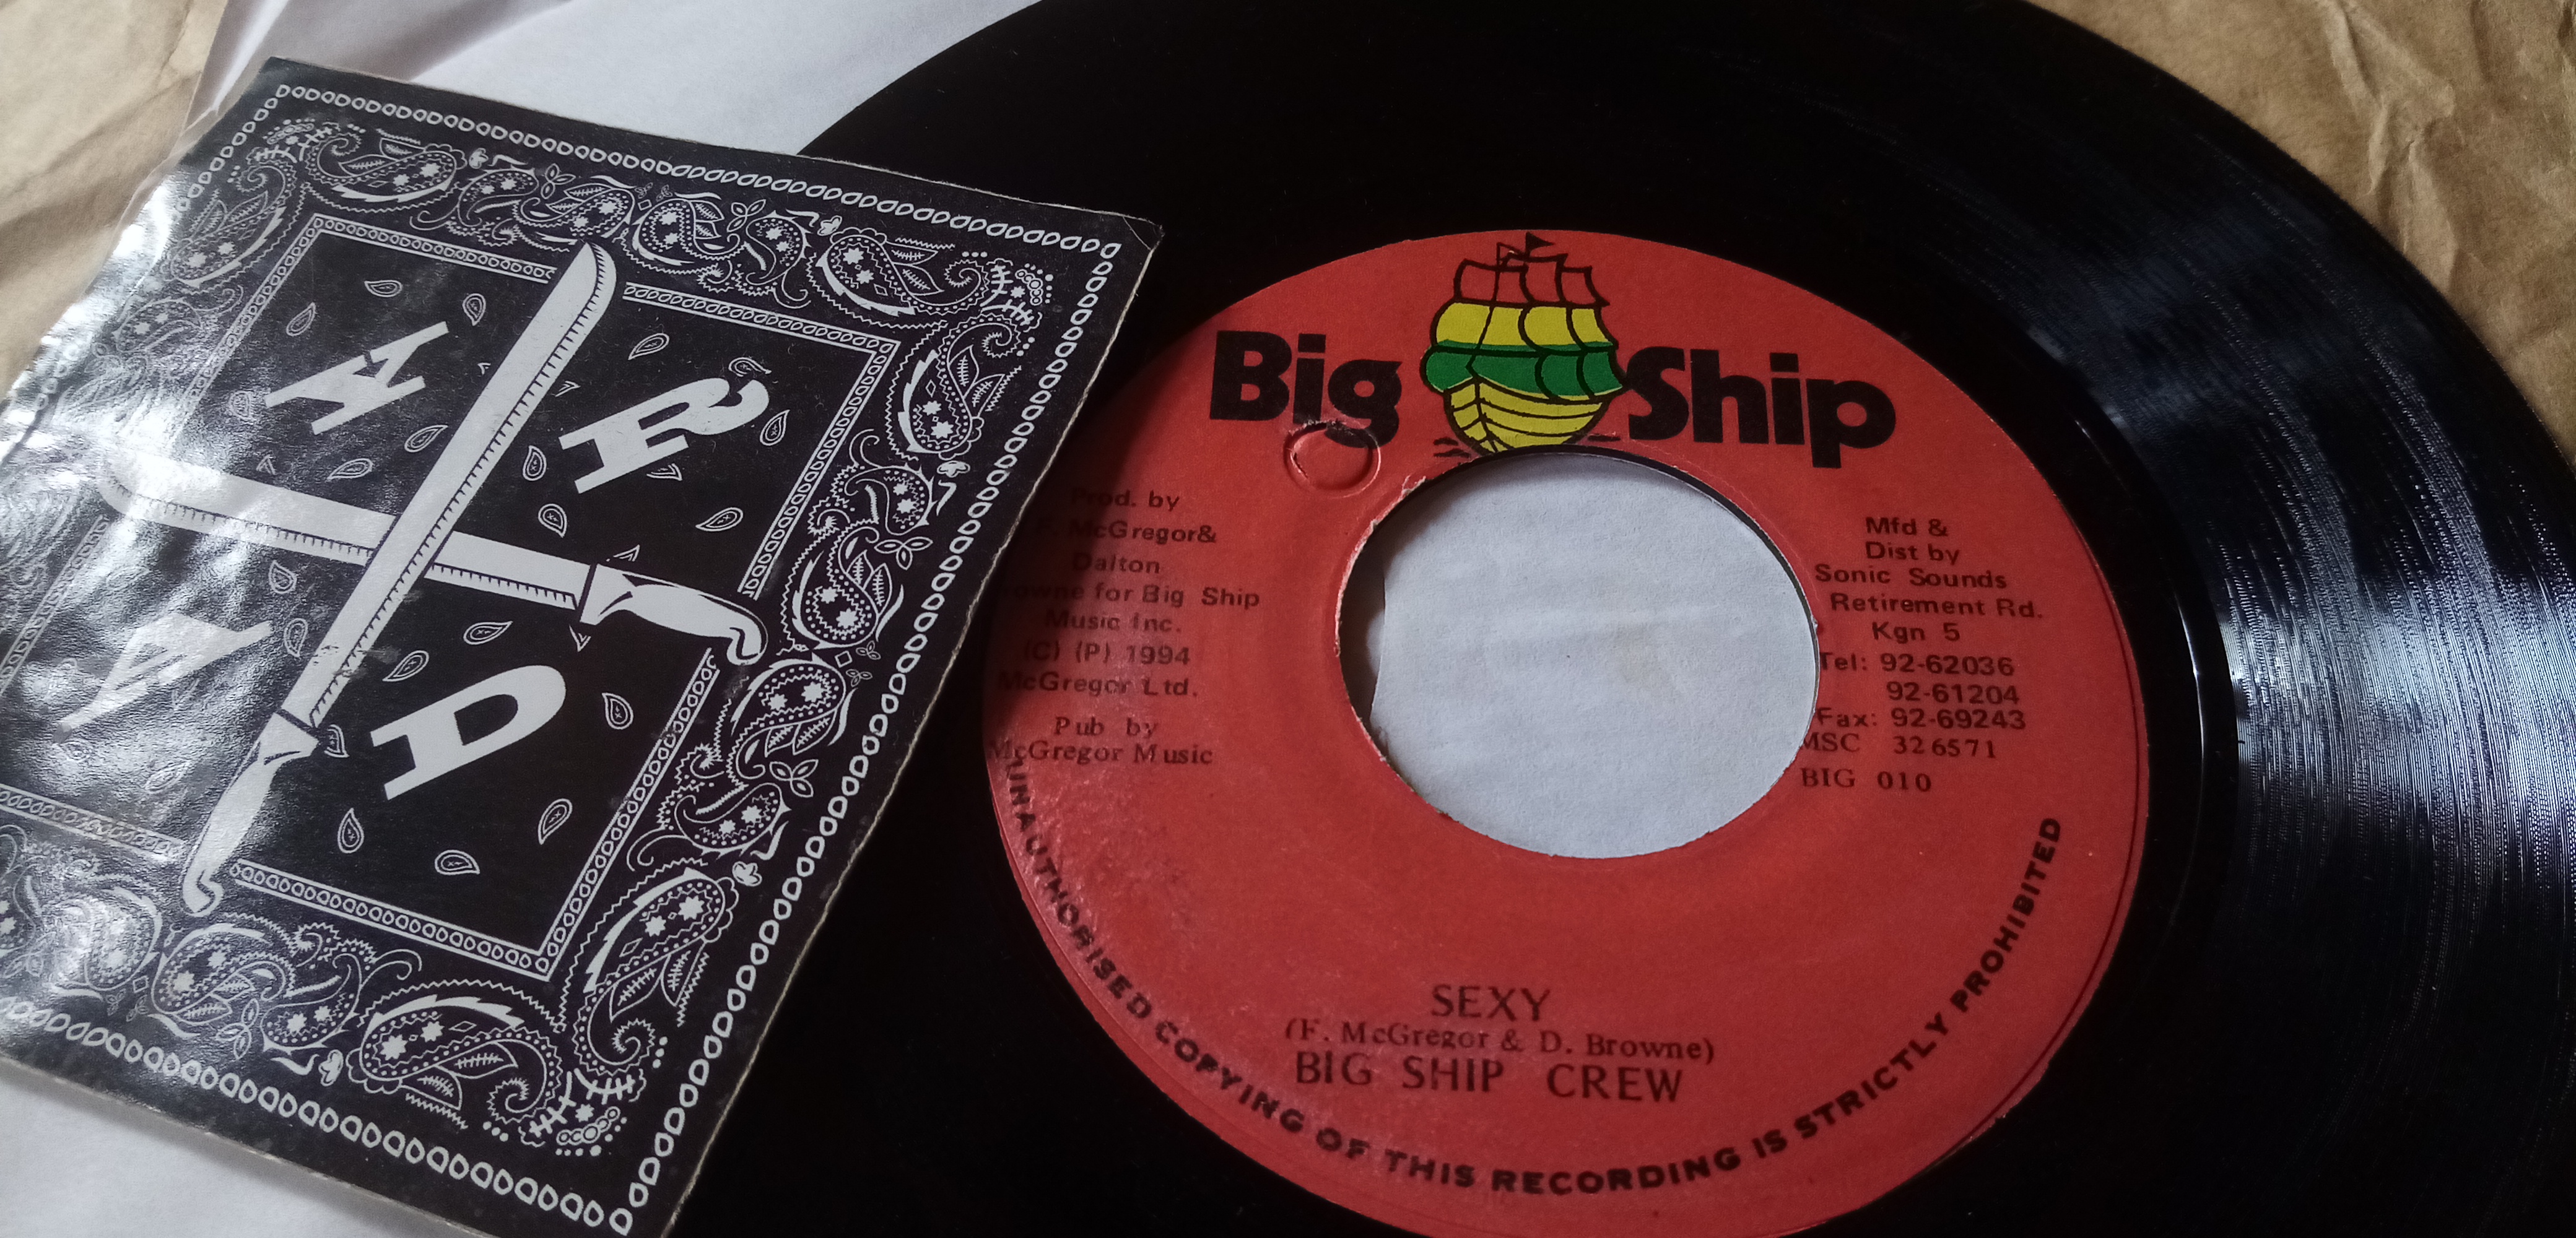 H
R
A
D
Big Ship
Prod. by
F. McGregor&
Dalton
Browne for Big Ship
Music Inc.
(C) (P) 1994
McGregor Ltd.
Pub by
McGregor Music
Mfd &
Dist by
Sonic Sounds
Retirement Rd.
Kgn 5
Tel: 92-62036
92-61204
Fax: 92-69243
MSC 326571
BIG 010
SEXY
(F. McGregor & D. Browne)
BIG SHIP CREW
UNAUTHORISED COPYING OF THIS RECORDING IS STRICTLY PROHIBITED